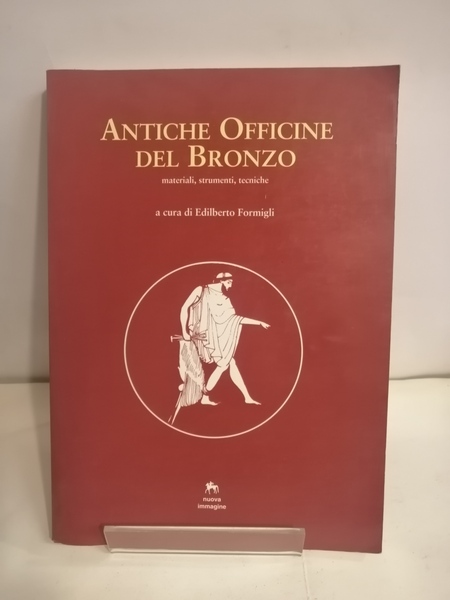 ANTICHE OFFICINE
DEL BRONZO
materiali, strumenti, tecniche
a cura di Edilberto Formigli
nuova
immagine